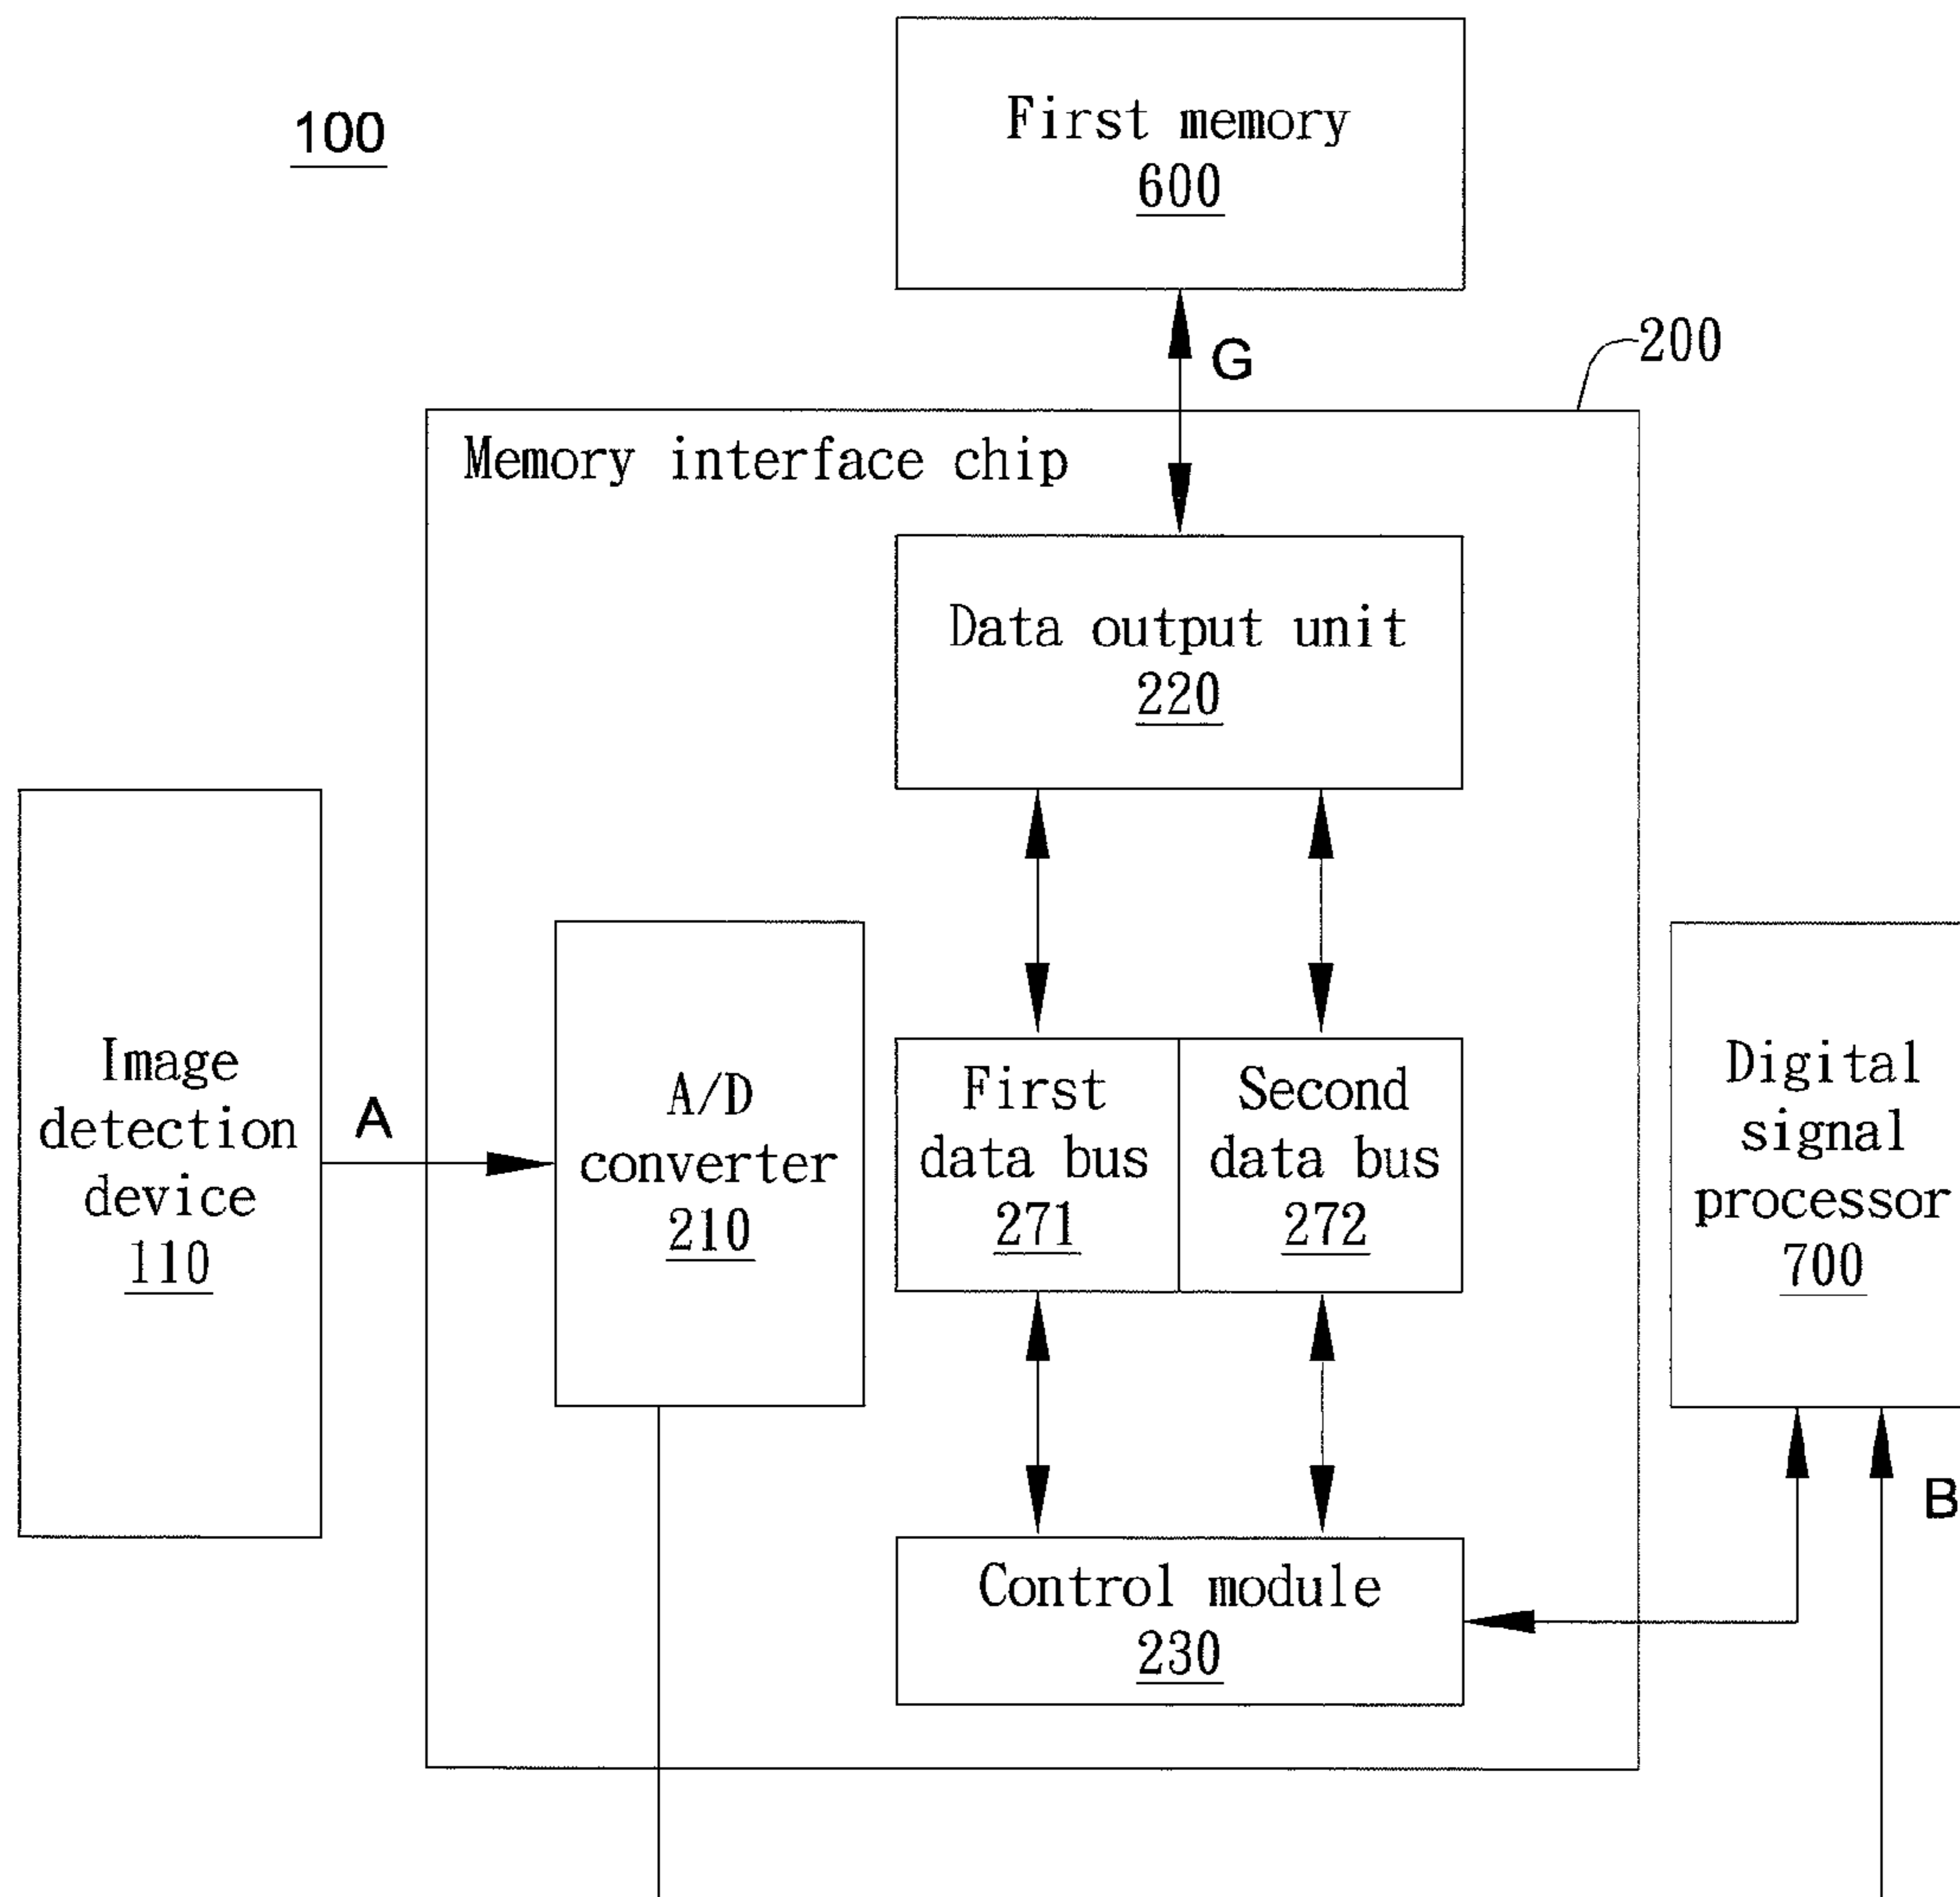 100
First memory
600
G
200
Memory interface chip
Data output unit
220
Image
detection
device
110
A
A/D
converter
210
First
data bus
271
Second
data bus
272
Digital
signal
processor
700
B
Control module
230